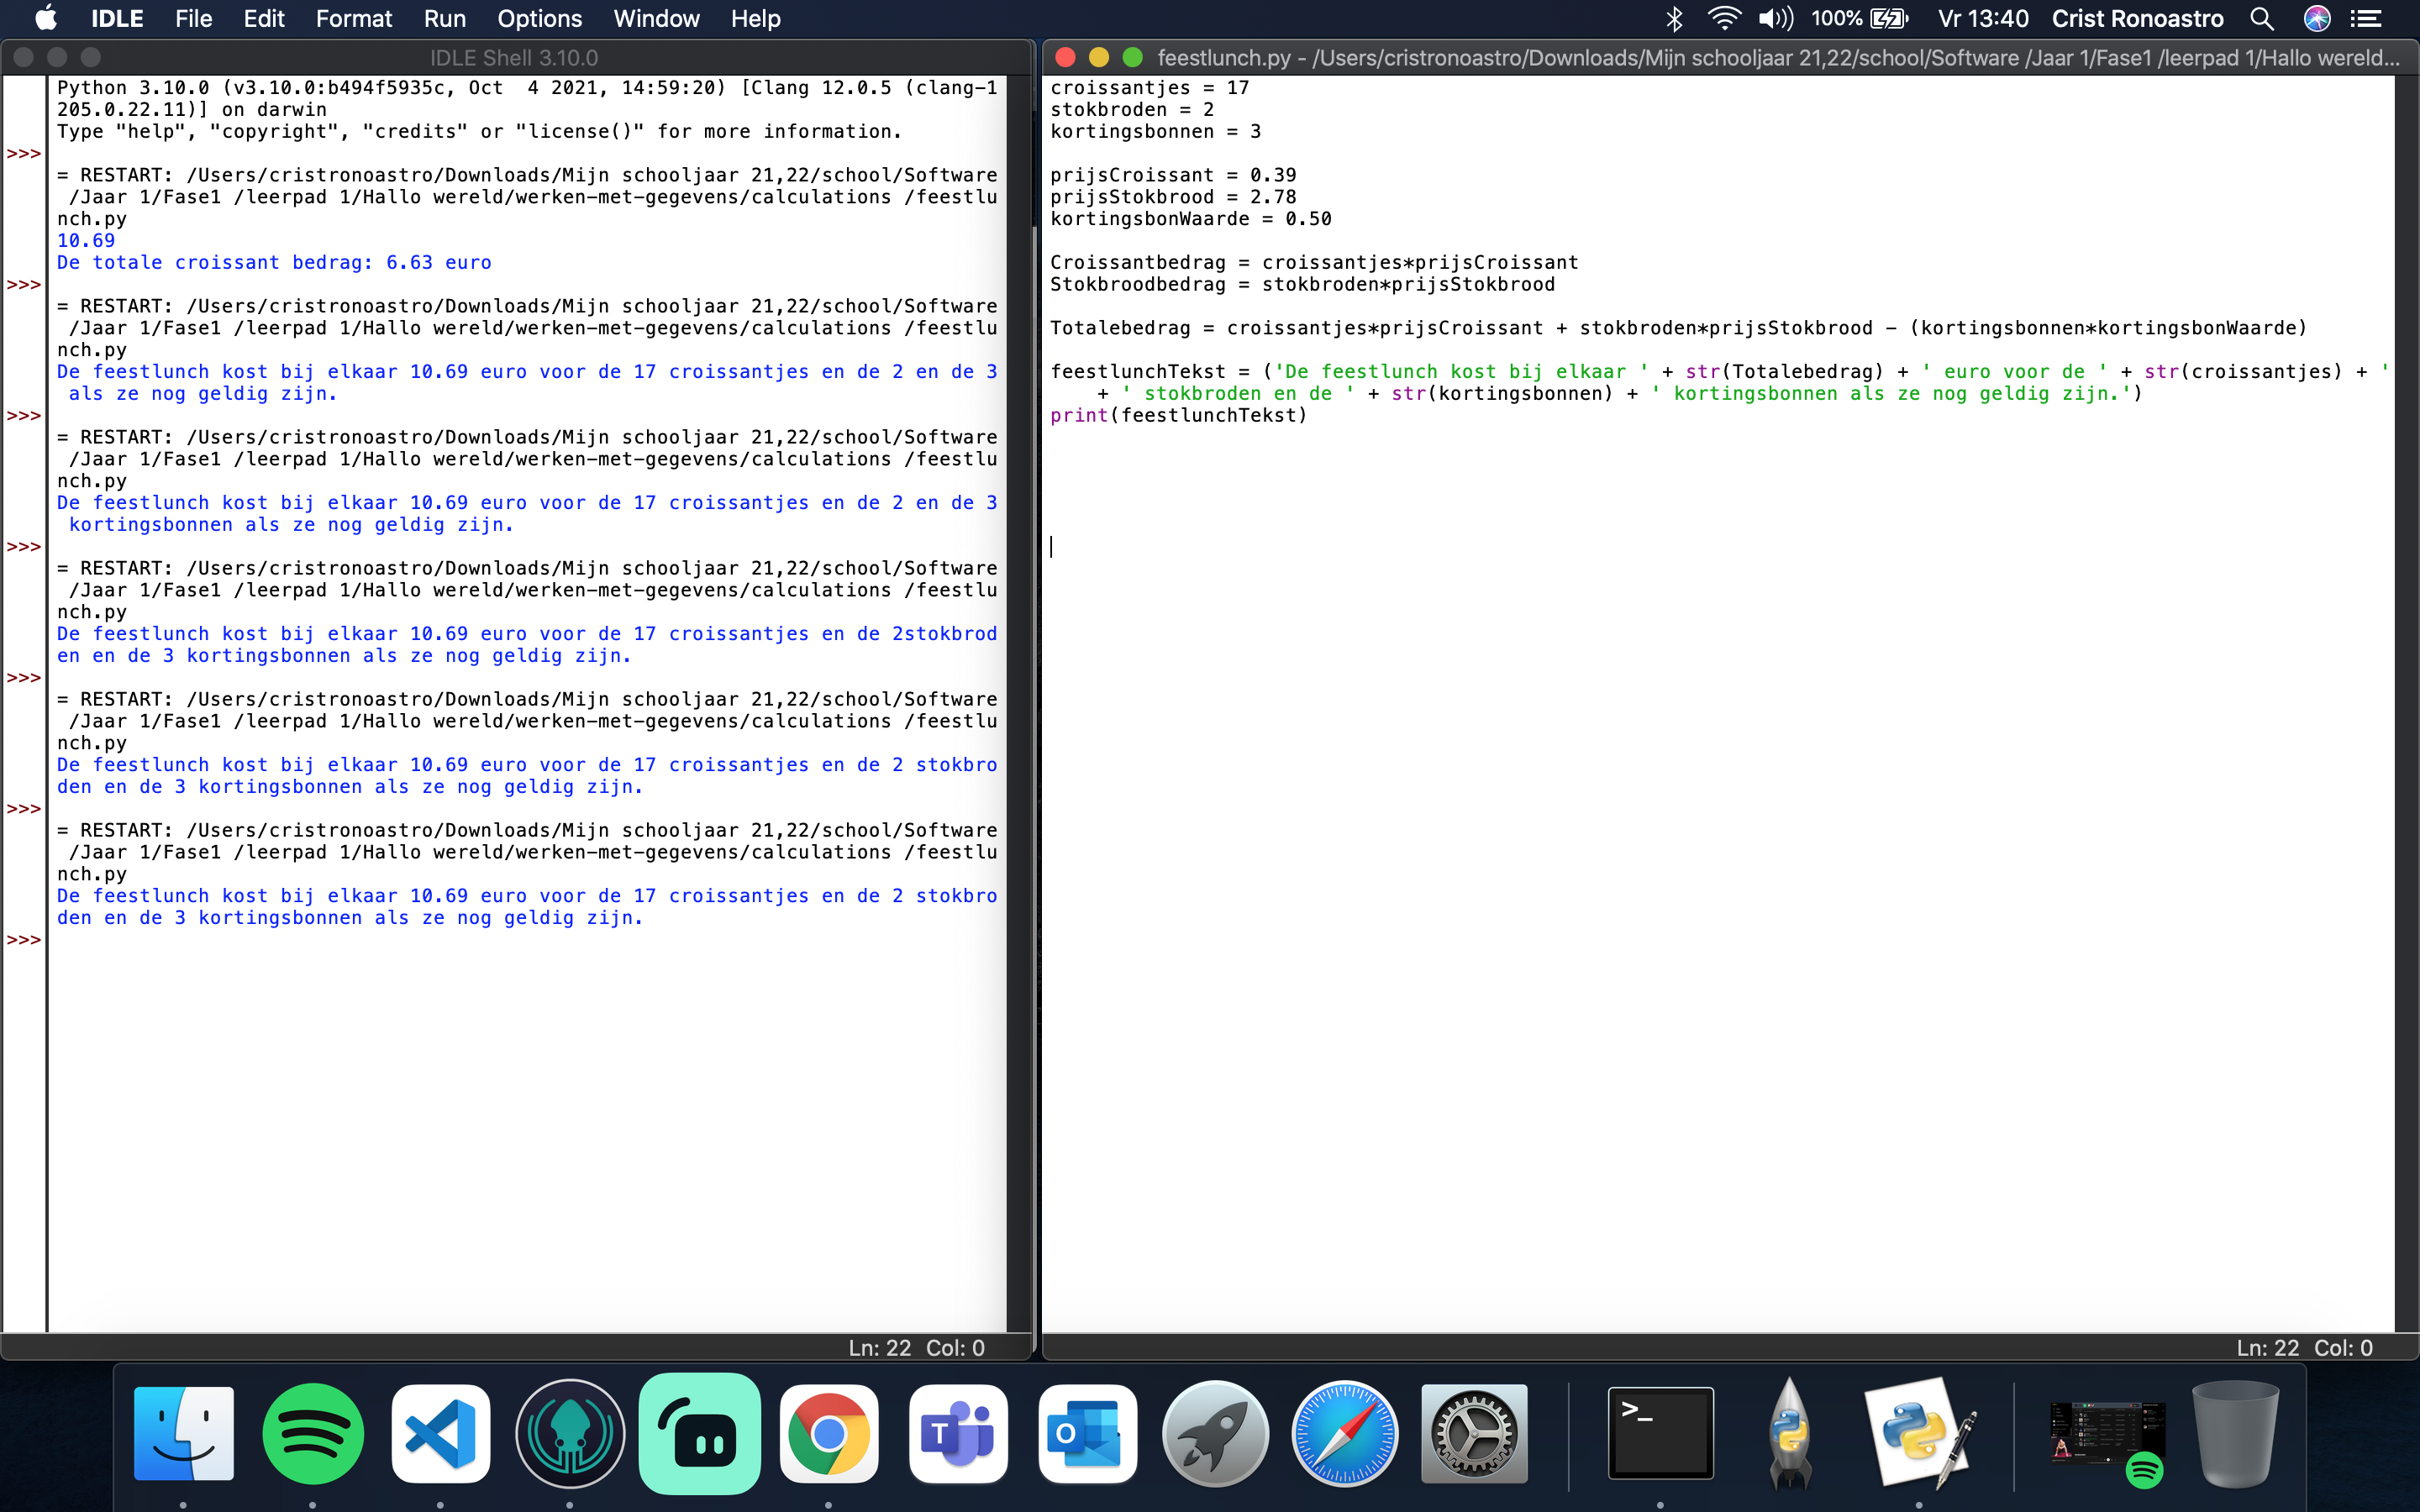 IDLE File Edit Format Run Options Window Help 100% Vr 13:40 Crist Ronoastro
IDLE Shell 3.10.0
Python 3.10.0 (v3.10.0:b494f5935c, Oct  4 2021, 14:59:20) [Clang 12.0.5 (clang-1
205.0.22.11)] on darwin
Type "help", "copyright", "credits" or "license()" for more information.
>>>
= RESTART: /Users/cristronoastro/Downloads/Mijn schooljaar 21,22/school/Software
/Jaar 1/Fase1 /leerpad 1/Hallo wereld/werken-met-gegevens/calculations /feestlu
nch.py
10.69
De totale croissant bedrag: 6.63 euro
>>>
= RESTART: /Users/cristronoastro/Downloads/Mijn schooljaar 21,22/school/Software
/Jaar 1/Fase1 /leerpad 1/Hallo wereld/werken-met-gegevens/calculations /feestlu
nch.py
De feestlunch kost bij elkaar 10.69 euro voor de 17 croissantjes en de 2 en de 3
als ze nog geldig zijn.
>>>
= RESTART: /Users/cristronoastro/Downloads/Mijn schooljaar 21,22/school/Software
/Jaar 1/Fase1 /leerpad 1/Hallo wereld/werken-met-gegevens/calculations /feestlu
nch.py
De feestlunch kost bij elkaar 10.69 euro voor de 17 croissantjes en de 2 en de 3
kortingsbonnen als ze nog geldig zijn.
>>>
= RESTART: /Users/cristronoastro/Downloads/Mijn schooljaar 21,22/school/Software
/Jaar 1/Fase1 /leerpad 1/Hallo wereld/werken-met-gegevens/calculations /feestlu
nch.py
De feestlunch kost bij elkaar 10.69 euro voor de 17 croissantjes en de 2stokbrod
en en de 3 kortingsbonnen als ze nog geldig zijn.
>>>
= RESTART: /Users/cristronoastro/Downloads/Mijn schooljaar 21,22/school/Software
/Jaar 1/Fase1 /leerpad 1/Hallo wereld/werken-met-gegevens/calculations /feestlu
nch.py
De feestlunch kost bij elkaar 10.69 euro voor de 17 croissantjes en de 2 stokbro
den en de 3 kortingsbonnen als ze nog geldig zijn.
>>>
= RESTART: /Users/cristronoastro/Downloads/Mijn schooljaar 21,22/school/Software
/Jaar 1/Fase1 /leerpad 1/Hallo wereld/werken-met-gegevens/calculations /feestlu
nch.py
De feestlunch kost bij elkaar 10.69 euro voor de 17 croissantjes en de 2 stokbro
den en de 3 kortingsbonnen als ze nog geldig zijn.
>>>
Ln: 22 Col: 0
feestlunch.py - /Users/cristronoastro/Downloads/Mijn schooljaar 21,22/school/Software /Jaar 1/Fase1 /leerpad 1/Hallo wereld...
croissantjes = 17
stokbroden = 2
kortingsbonnen = 3
prijsCroissant = 0.39
prijsStokbrood = 2.78
kortingsbonWaarde = 0.50
Croissantbedrag = croissantjes*prijsCroissant
Stokbroodbedrag = stokbroden*prijsStokbrood
Totalebedrag = croissantjes*prijsCroissant + stokbroden*prijsStokbrood - (kortingsbonnen*kortingsbonWaarde)
feestlunchTekst = ('De feestlunch kost bij elkaar ' + str(Totalebedrag) + ' euro voor de ' + str(croissantjes) + '
+ ' stokbroden en de ' + str(kortingsbonnen) + ' kortingsbonnen als ze nog geldig zijn.')
print(feestlunchTekst)
Ln: 22 Col: 0
T
O
>_